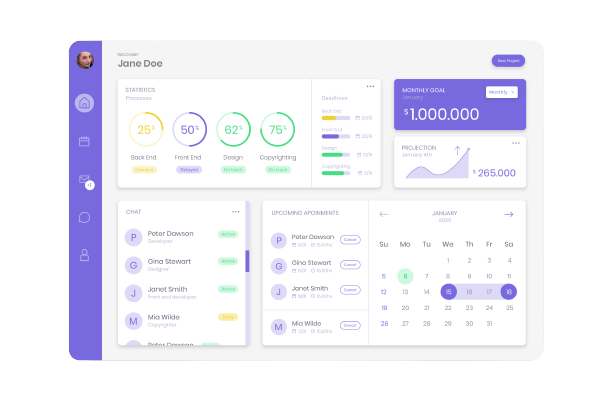 WELCOME!
Jane Doe
New Project
STATISTICS
Processes
25%
50%
62%
75%
Back End
Front End
Design
Copyrighting
Delayed
On track
On track
Deadlines
Back End
Front End
Design
Copyrighting
MONTHLY GOAL
January
Monthly
$1.000.000
PROJECTION
January 4th
$265.000
CHAT
P
Peter Dawson
Developer
Active
G
Gina Stewart
Designer
Active
J
Janet Smith
Front end developer
Active
M
Mia Wilde
Copyrighter
Peter Dawson
UPCOMING APOINMENTS
P
Peter Dawson
Cancel
G
Gina Stewart
Cancel
J
Janet Smith
Cancel
M
Mia Wilde
Cancel
JANUARY
2020
Su Mo Tu We Th Fr Sa
1 2 3 4
5 6 7 8 9 10 11
12 13 14 15 16 17 18
19 20 21 22 23 24 25
26 27 28 29 30 31